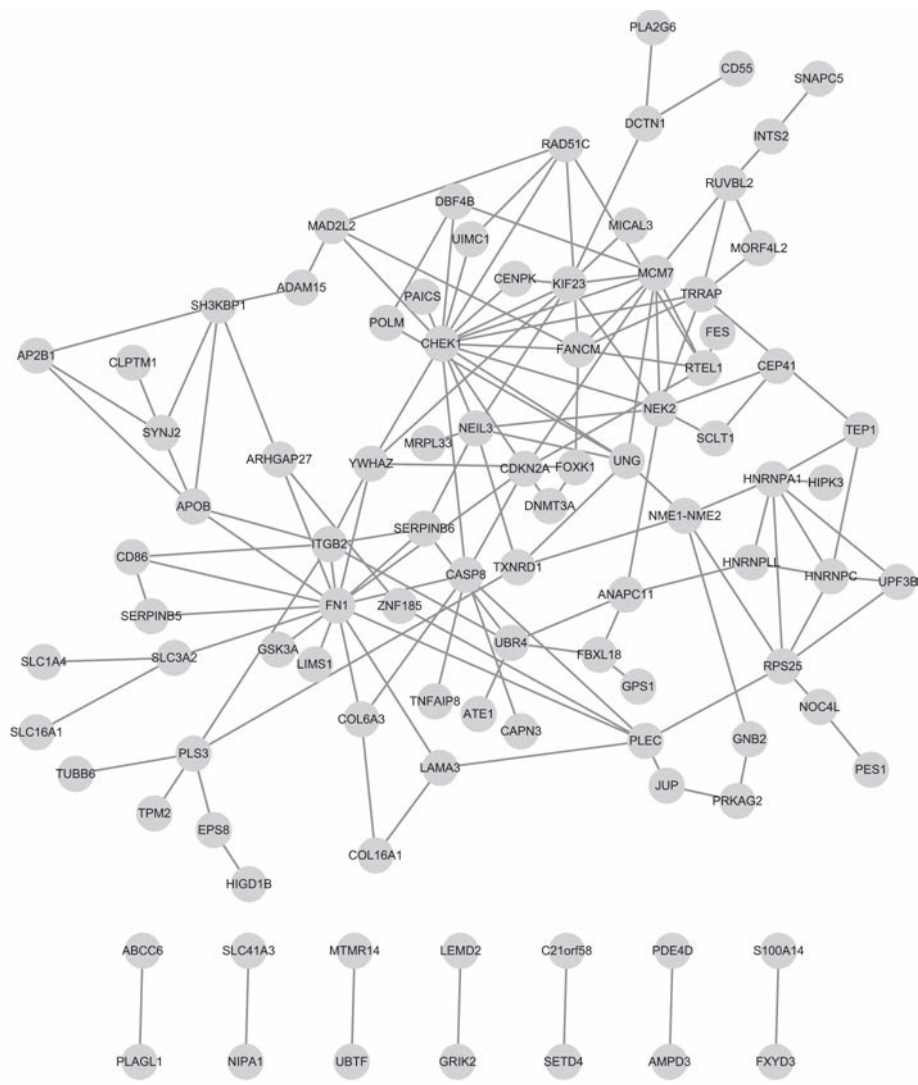 PLA2G6
CD55
SNAPC5
DCTN1
INTS2
RAD51C
RUVBL2
DBF4B
MAD2L2
MICAL3
UIMC1
MORF4L2
MCM7
CENPK
KIF23
ADAM15
PAICS
TRRAP
SH3KBP1
POLM
FES
CHEK1
FANCM
AP2B1
CLPTM1
RTEL1
CEP41
NEK2
SYNJ2
NEIL3
SCLT1
TEP1
MRPL33
ARHGAP27
YWHAZ
CDKN2A
FOXK1
UNG
HNRNPA1
HIPK3
DNMT3A
APOB
NME1-NME2
SERPINB6
ITGB2
CD86
HNRNPLL
TXNRD1
CASP8
HNRNPC
UPF3B
ANAPC11
FN1
ZNF185
SERPINB5
UBR4
GSK3A
FBXL18
SLC1A4
SLC3A2
LIMS1
RPS25
GPS1
TNFAIP8
NOC4L
ATE1
COL6A3
SLC16A1
CAPN3
PLEC
GNB2
PLS3
LAMA3
TUBB6
PES1
JUP
PRKAG2
TPM2
EPS8
COL16A1
HIGD1B
ABCC6
SLC41A3
MTMR14
LEMD2
C21orf58
PDE4D
S100A14
PLAGL1
NIPA1
UBTF
GRIK2
SETD4
AMPD3
FXYD3